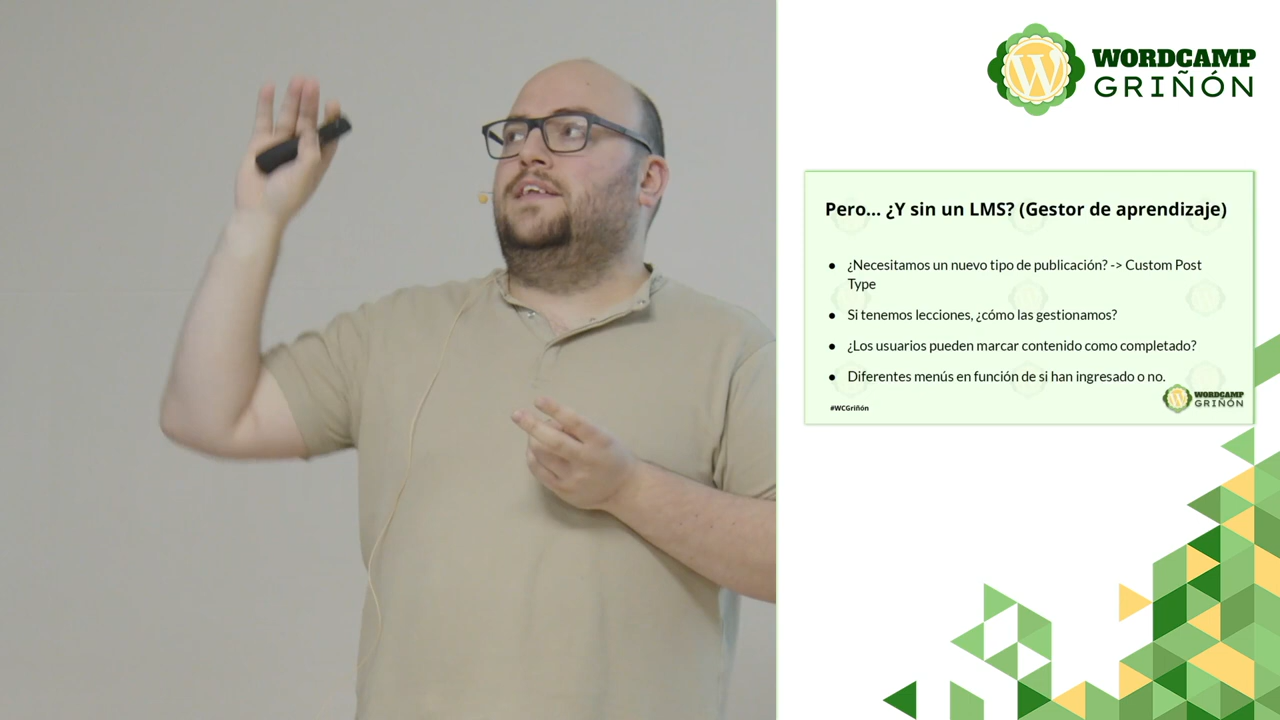 WORDCAMP
GRIÑÓN
Pero... ¿Y sin un LMS? (Gestor de aprendizaje)
● ¿Necesitamos un nuevo tipo de publicación? -> Custom Post
Type
● Si tenemos lecciones, ¿cómo las gestionamos?
● ¿Los usuarios pueden marcar contenido como completado?
● Diferentes menús en función de si han ingresado o no.
#WCGriñón
WORDCAMP
GRIÑÓN